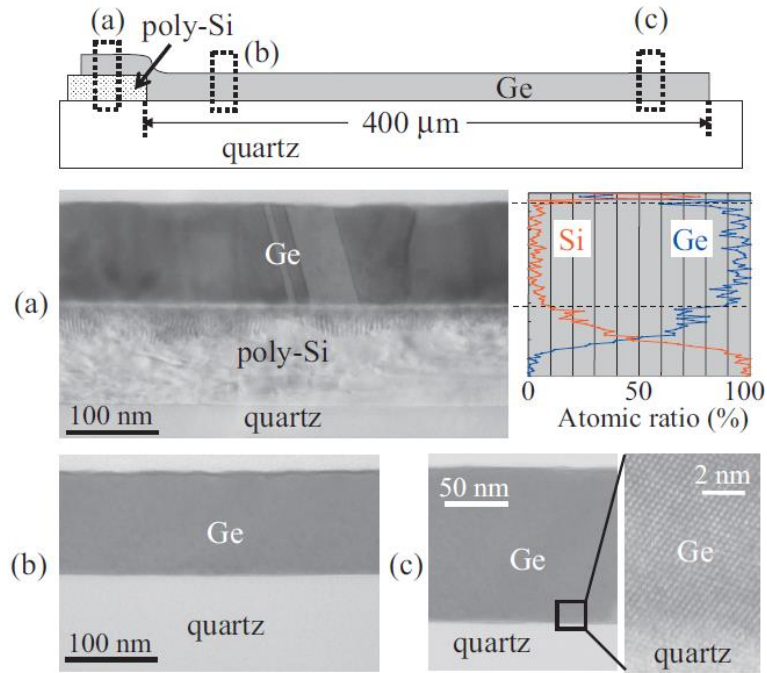 (a)
poly-Si
(b)
(c)
Ge
400 μm
quartz
(a)
Ge
poly-Si
100 nm
quartz
Si
Ge
0
50
100
Atomic ratio (%)
(b)
Ge
quartz
100 nm
(c)
50 nm
Ge
quartz
2 nm
Ge
quartz